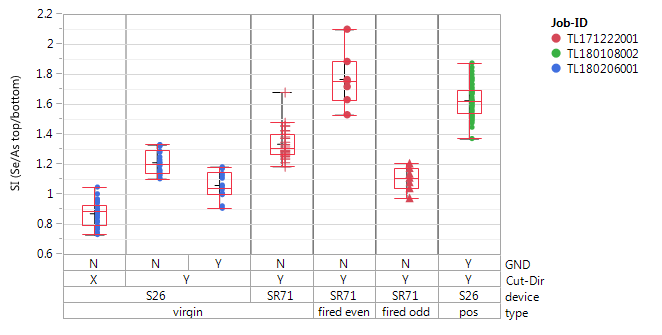 Job-ID
TL171222001
TL180108002
TL180206001
SI (Se/As top/bottom)
2.2
2
1.8
1.6
1.4
1.2
1
0.8
0.6
N N Y N N N Y GND
X Y Y Y Y Y Cut-Dir
S26 SR71 SR71 SR71 S26 device
virgin fired even fired odd pos type